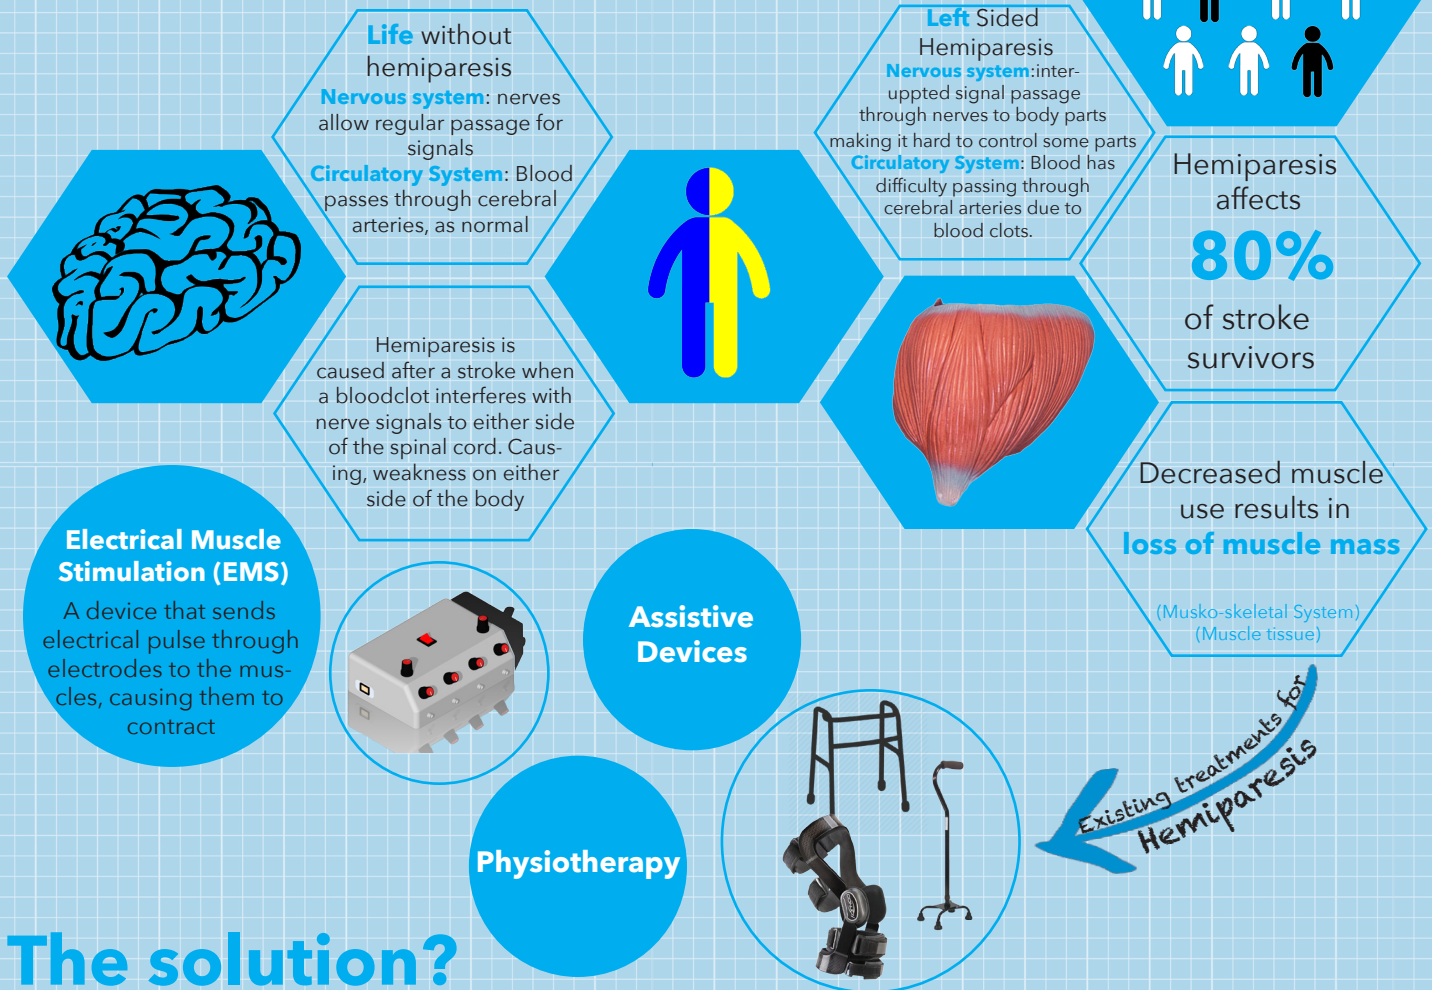 Life without
hemiparesis
Nervous system: nerves
allow regular passage for
signals
Circulatory System: Blood
passes through cerebral
arteries, as normal
Left Sided
Hemiparesis
Nervous system:inter-
uppted signal passage
through nerves to body parts
making it hard to control some parts
Circulatory System: Blood has
difficulty passing through
cerebral arteries due to
blood clots.
Hemiparesis
affects
80%
of stroke
survivors
Hemiparesis is
caused after a stroke when
a bloodclot interferes with
nerve signals to either side
of the spinal cord. Caus-
ing, weakness on either
side of the body
Decreased muscle
use results in
loss of muscle mass
(Musko-skeletal System)
(Muscle tissue)
Electrical Muscle
Stimulation (EMS)
A device that sends
electrical pulse through
electrodes to the mus-
cles, causing them to
contract
Assistive
Devices
Existing treatments for
Hemiparesis
Physiotherapy
The solution?